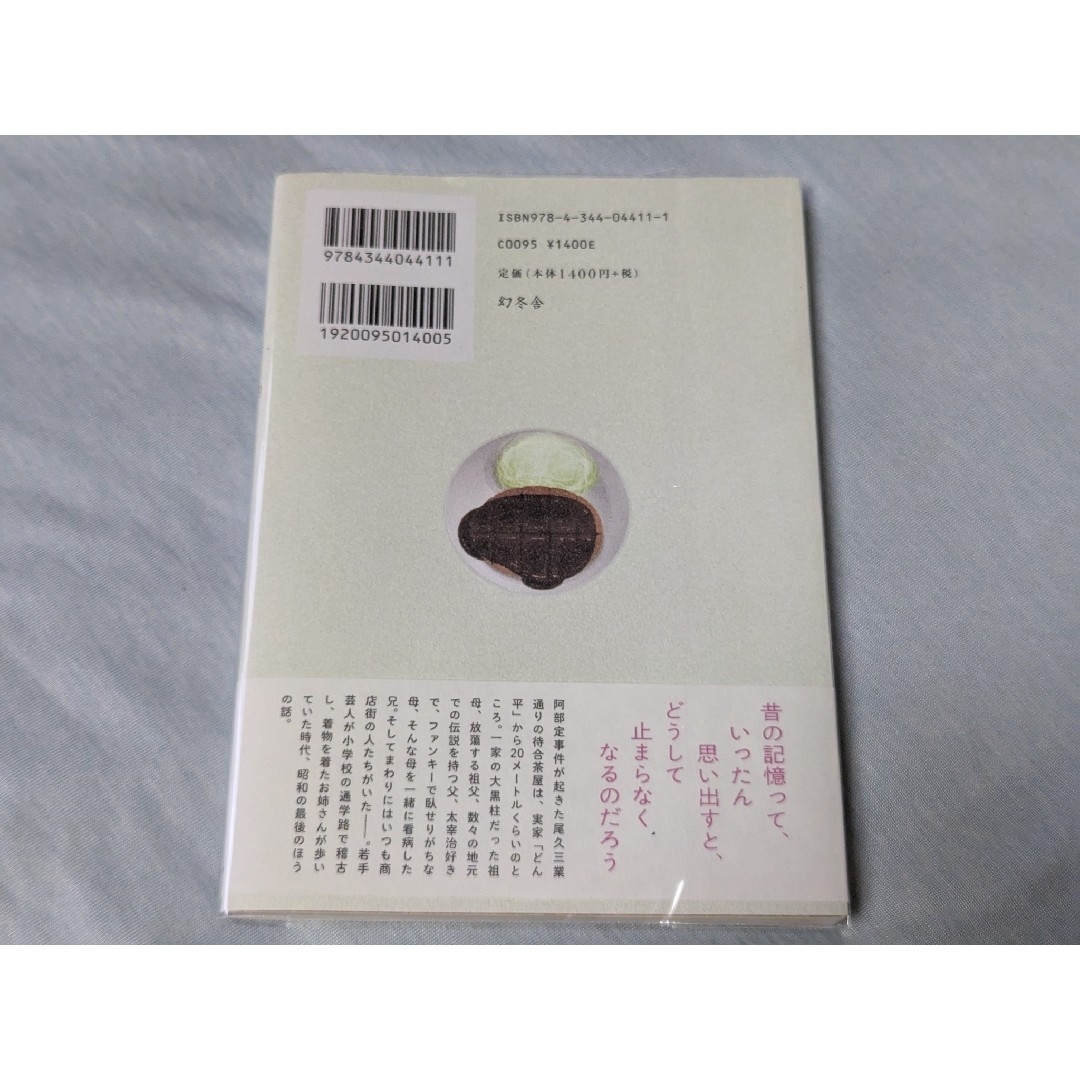 9784344044111
1920095014005
ISBN978-4-344-04411-1
C0095 ¥1400E
定価(本体1400円+税)
幻冬舎
昔の記憶って、
いったん
思い出すと、
どうして
止まらなく、
なるのだろう
阿部定事件が起きた尾久三業
通りの待合茶屋は、実家「どん
平」から20メートルくらいのと
ころ。一家の大黒柱だった祖
母、放蕩する祖父、数々の地元
での伝説を持つ父、太宰治好き
で、ファンキーで臥せりがちな
母、そんな母を一緒に看病した
兄。そしてまわりにはいつも商
店街の人たちがいた――。若手
芸人が小学校の通学路で稽古
し、着物を着たお姉さんが歩い
ていた時代、昭和の最後のほう
の話。